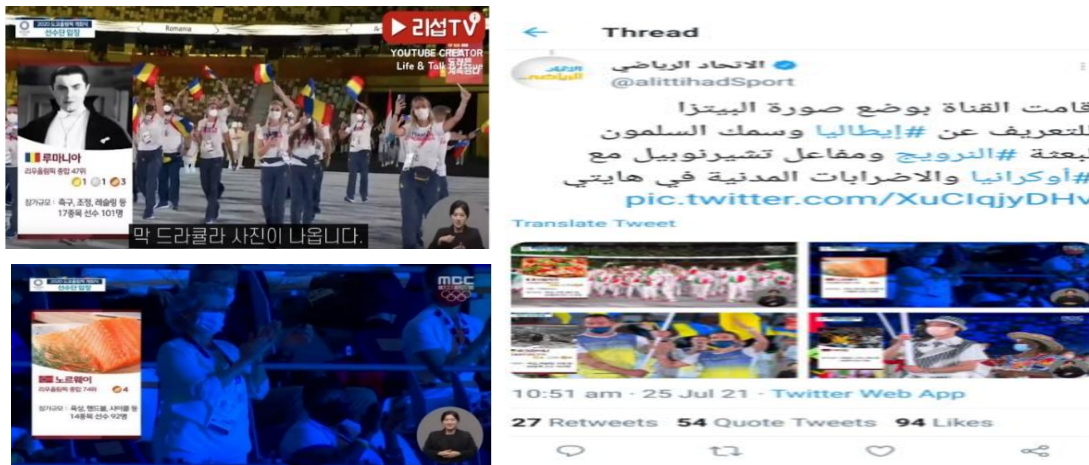 2020 도쿄올림픽 개회식
선수단 입장
Romania
리섭TV
YOUTUBE CREATOR
Life & Talk & Issue
루마니아
리우올림픽 종합 47위
1 1 3
참가규모 : 축구, 조정, 레슬링 등
17종목 선수 101명
막 드라큘라 사진이 나옵니다.
2020 도쿄올림픽 개회식
선수단 입장
MBC
노르웨이
리우올림픽 종합 74위
4
참가규모 : 육상, 핸드볼, 사이클 등
14종목 선수 92명
Thread
الاتحاد الرياضي
@alittihadSport
قامت القناة بوضع صورة البيتزا
للتعريف عن #إيطاليا وسمك السلمون
لبعثة #النرويج ومفاعل تشيرنوبيل مع
#أوكرانيا والاضرابات المدنية في هايتي
pic.twitter.com/XuCIqjyDHv
Translate Tweet
10:51 am · 25 Jul 21 · Twitter Web App
27 Retweets 54 Quote Tweets 94 Likes